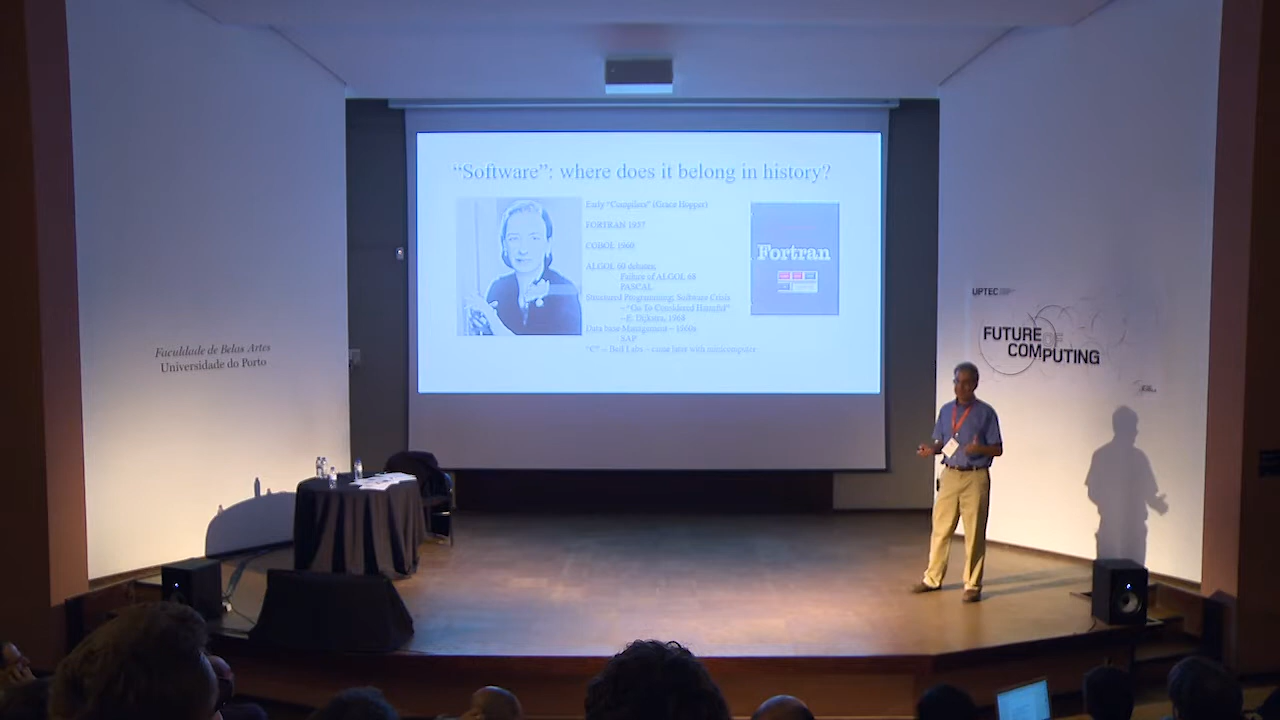 "Software": where does it belong in history?
Early "Compilers" (Grace Hopper)
FORTRAN 1957
COBOL 1960
ALGOL 60 debates;
Failure of ALGOL 68
PASCAL
Structured Programming; Software Crisis
--"Go To Considered Harmful"
--E. Dijkstra, 1968
Data base Management -- 1960s
SAP
"C" -- Bell Labs -- came later with minicomputer
Fortran
UPTEC
FUTURE
OF
COMPUTING
Faculdade de Belas Artes
Universidade do Porto